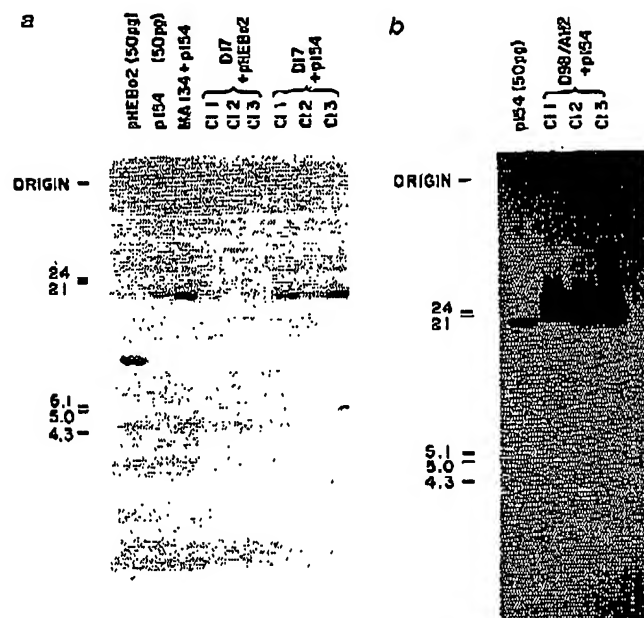 a
pHEBo2 (50pg)
p154 (50pg)
MA134+p154
D17
+pHEBo2
Cl 1
Cl 2
Cl 3
D17
+p154
Cl 1
Cl 2
Cl 3
ORIGIN –
24
21
5.1
5.0
4.3
b
p154 (50pg)
D98/AH2
+p154
Cl 1
Cl 2
Cl 3
ORIGIN –
24
21
5.1
5.0
4.3